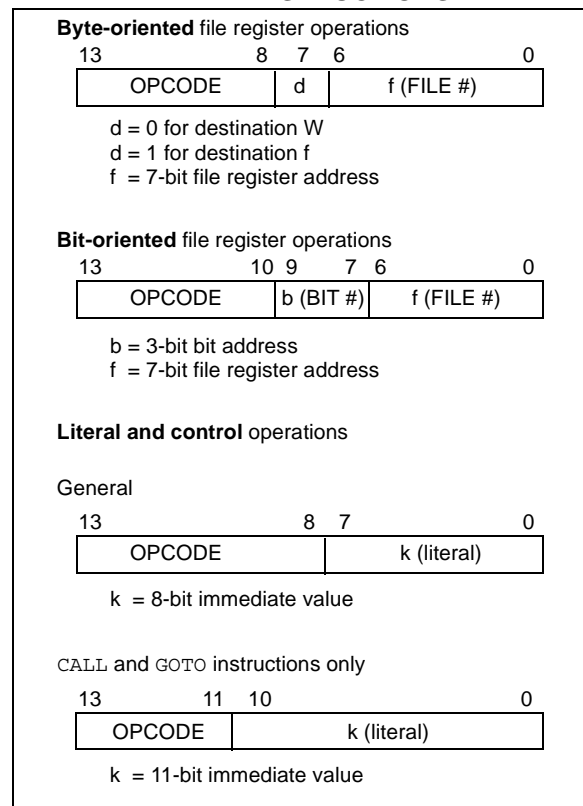 Byte-oriented file register operations
13 8 7 6 0
OPCODE d f (FILE #)
d = 0 for destination W
d = 1 for destination f
f = 7-bit file register address
Bit-oriented file register operations
13 10 9 7 6 0
OPCODE b (BIT #) f (FILE #)
b = 3-bit bit address
f = 7-bit file register address
Literal and control operations
General
13 8 7 0
OPCODE k (literal)
k = 8-bit immediate value
CALL and GOTO instructions only
13 11 10 0
OPCODE k (literal)
k = 11-bit immediate value